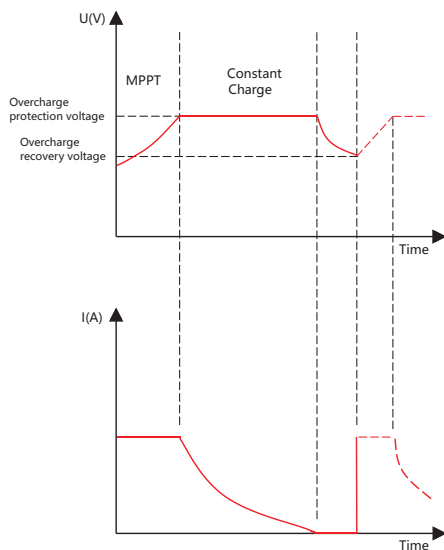 U(V)
MPPT
Constant
Charge
Overcharge
protection voltage
Overcharge
recovery voltage
Time
I(A)
Time